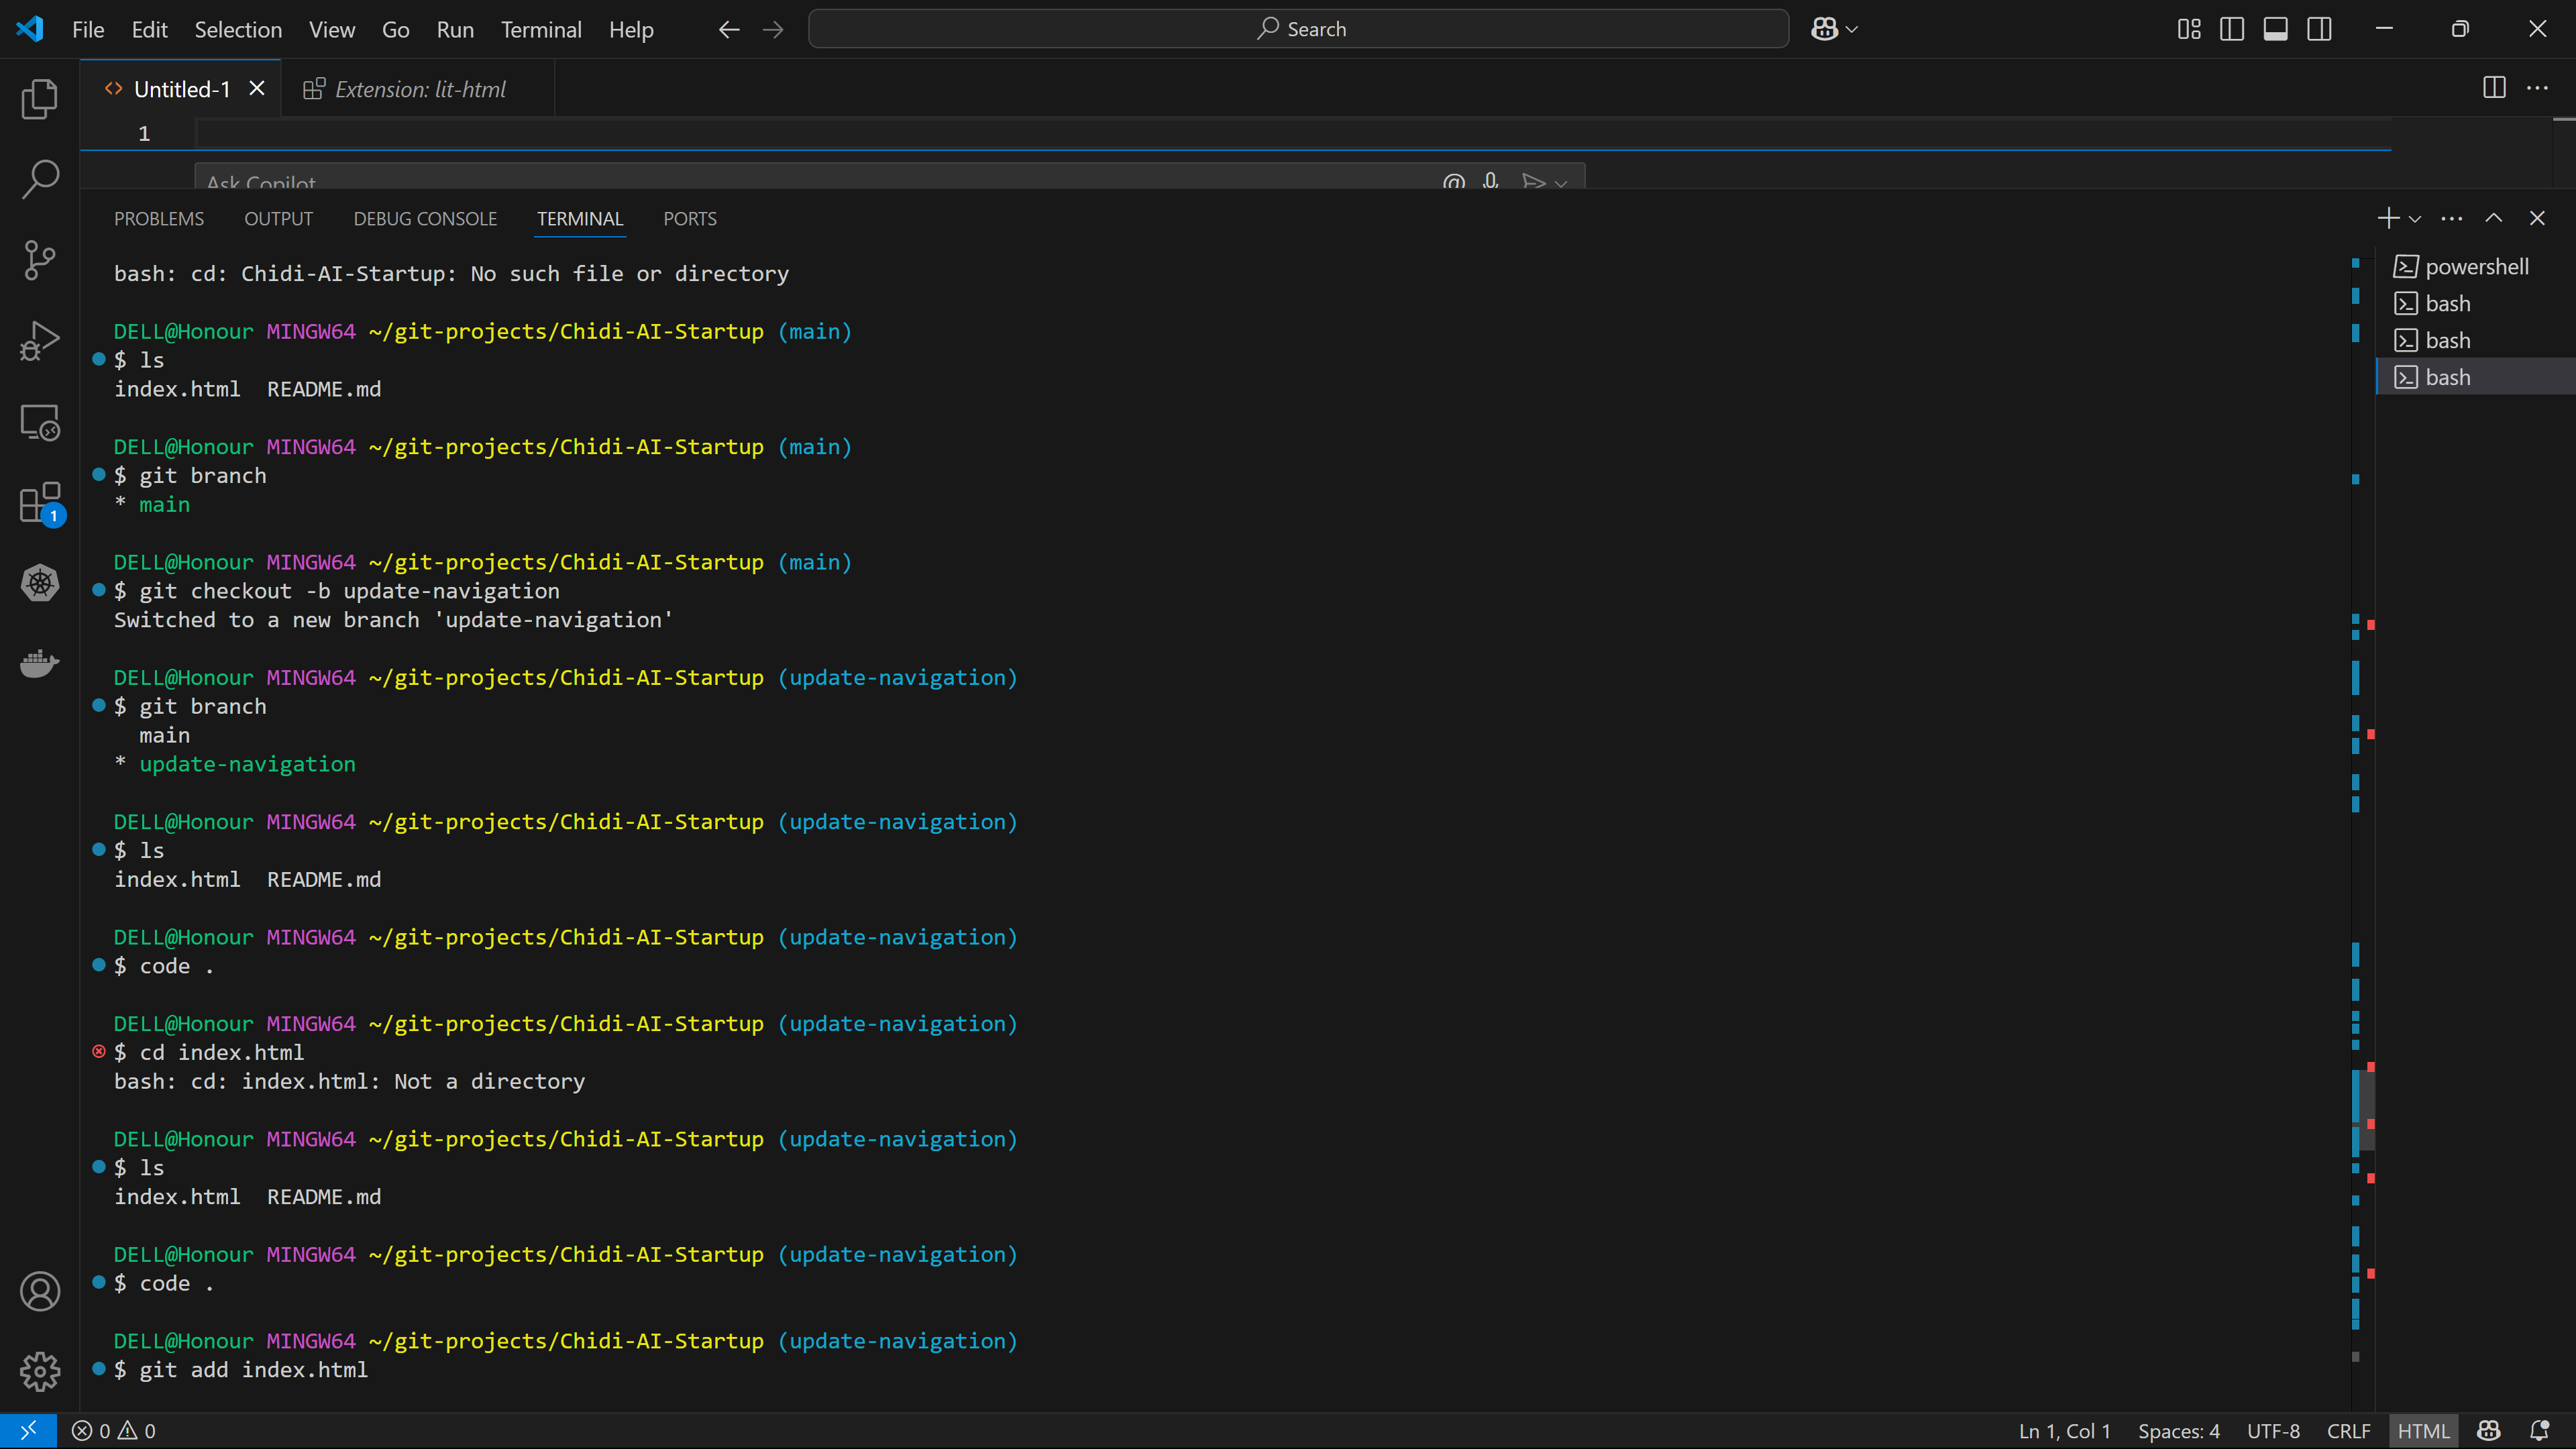 File Edit Selection View Go Run Terminal Help Search
Untitled-1 Extension: lit-html
1
Ask Copilot
PROBLEMS OUTPUT DEBUG CONSOLE TERMINAL PORTS
bash: cd: Chidi-AI-Startup: No such file or directory
DELL@Honour MINGW64 ~/git-projects/Chidi-AI-Startup (main)
$ ls
index.html README.md
DELL@Honour MINGW64 ~/git-projects/Chidi-AI-Startup (main)
$ git branch
* main
DELL@Honour MINGW64 ~/git-projects/Chidi-AI-Startup (main)
$ git checkout -b update-navigation
Switched to a new branch 'update-navigation'
DELL@Honour MINGW64 ~/git-projects/Chidi-AI-Startup (update-navigation)
$ git branch
main
* update-navigation
DELL@Honour MINGW64 ~/git-projects/Chidi-AI-Startup (update-navigation)
$ ls
index.html README.md
DELL@Honour MINGW64 ~/git-projects/Chidi-AI-Startup (update-navigation)
$ code .
DELL@Honour MINGW64 ~/git-projects/Chidi-AI-Startup (update-navigation)
$ cd index.html
bash: cd: index.html: Not a directory
DELL@Honour MINGW64 ~/git-projects/Chidi-AI-Startup (update-navigation)
$ ls
index.html README.md
DELL@Honour MINGW64 ~/git-projects/Chidi-AI-Startup (update-navigation)
$ code .
DELL@Honour MINGW64 ~/git-projects/Chidi-AI-Startup (update-navigation)
$ git add index.html
powershell
bash
bash
bash
1
0 0 Ln 1, Col 1 Spaces: 4 UTF-8 CRLF HTML